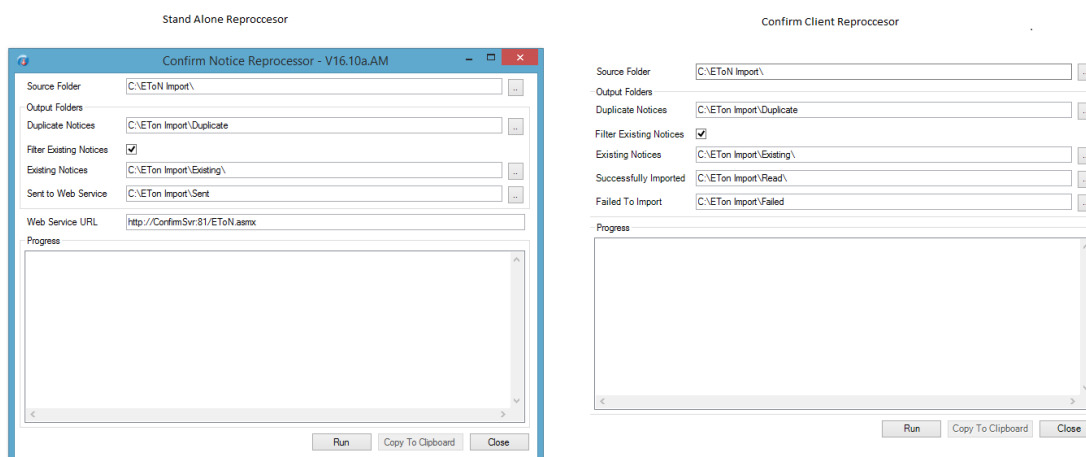 Stand Alone Reproccesor
Confirm Notice Reprocessor - V16.10a.AM
Source Folder C:\EToN Import\ ..
Output Folders
Duplicate Notices C:\ETon Import\Duplicate ..
Filter Existing Notices
Existing Notices C:\ETon Import\Existing\ ..
Sent to Web Service C:\ETon Import\Sent ..
Web Service URL http://ConfirmSvr:81/EToN.asmx
Progress
Run Copy To Clipboard Close
Confirm Client Reproccesor
.
Source Folder C:\EToN Import\ ..
Output Folders
Duplicate Notices C:\ETon Import\Duplicate ..
Filter Existing Notices
Existing Notices C:\ETon Import\Existing\ ..
Successfully Imported C:\ETon Import\Read\ ..
Failed To Import C:\ETon Import\Failed ..
Progress
Run Copy To Clipboard Close